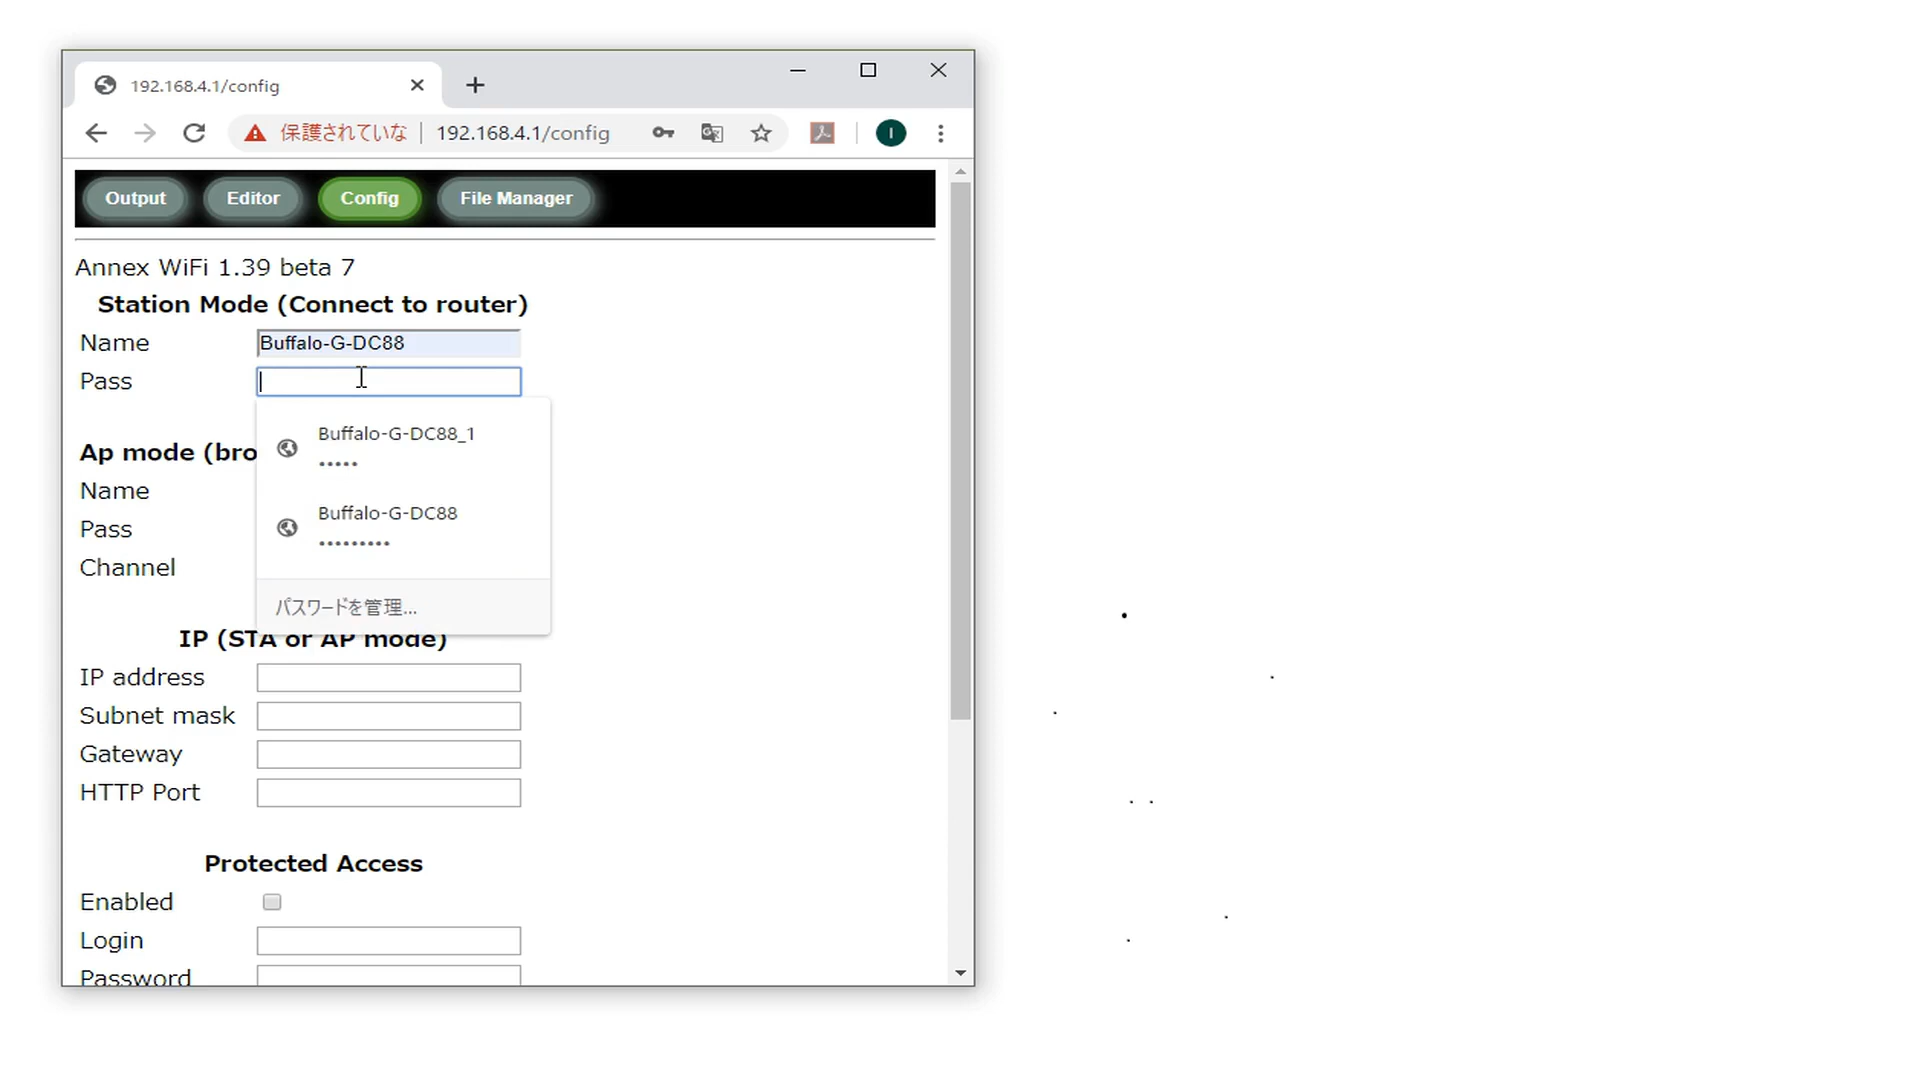 192.168.4.1/config
保護されていな 192.168.4.1/config I
Output Editor Config File Manager
Annex WiFi 1.39 beta 7
Station Mode (Connect to router)
Name Buffalo-G-DC88
Pass
Buffalo-G-DC88_1
•••••
Ap mode (bro
Name
Buffalo-G-DC88
•••••••••
Pass
Channel
パスワードを管理...
IP (STA or AP mode)
IP address
Subnet mask
Gateway
HTTP Port
Protected Access
Enabled
Login
Password